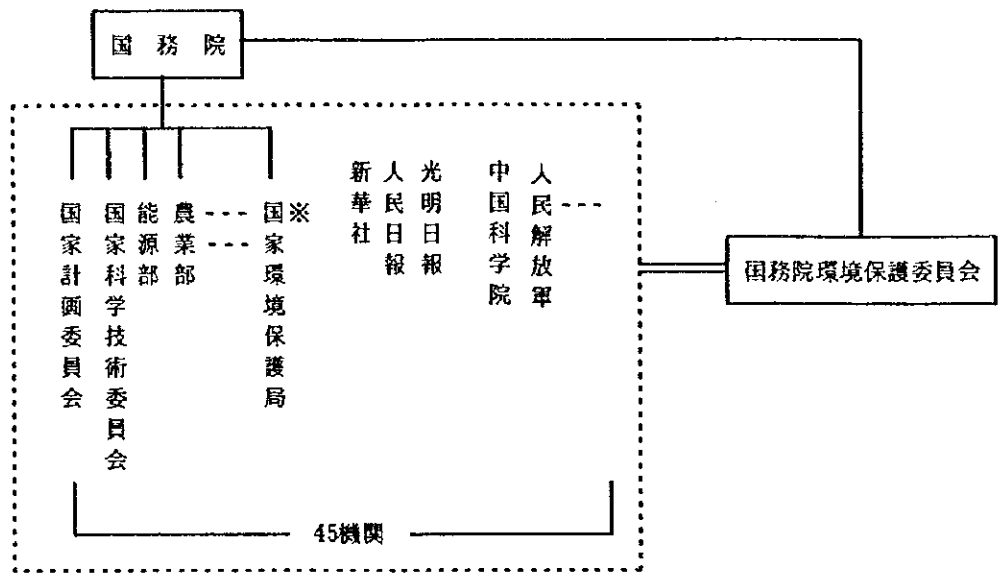 国務院
国家計画委員会
国家科学技術委員会
能源部
農業部
国家環境保護局
※
新華社
人民日報
光明日報
中国科学院
人民解放軍
国務院環境保護委員会
45機関